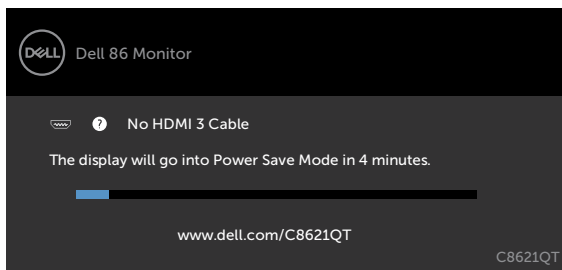 DELL
Dell 86 Monitor
? No HDMI 3 Cable
The display will go into Power Save Mode in 4 minutes.
www.dell.com/C8621QT
C8621QT